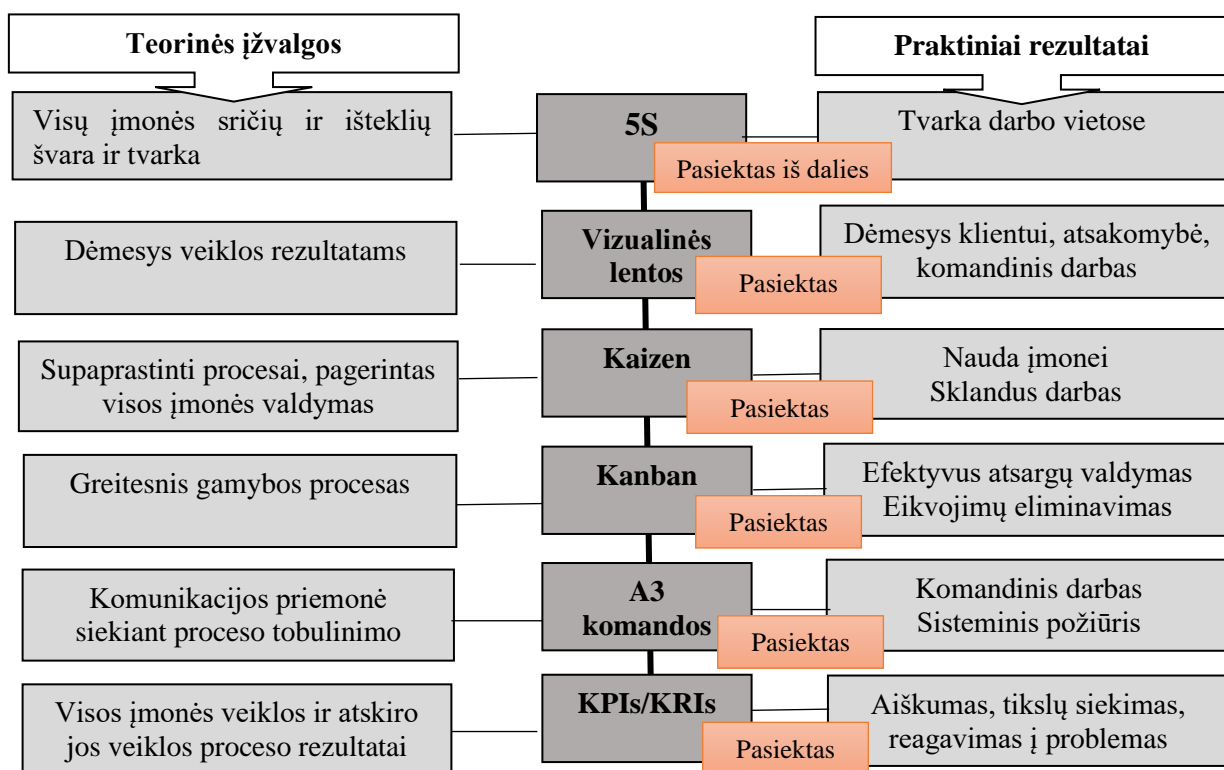 Teorinės įžvalgos
Praktiniai rezultatai
Visų įmonės sričių ir išteklių
švara ir tvarka
5S
Pasiektas iš dalies
Tvarka darbo vietose
Dėmesys veiklos rezultatams
Vizualinės
lentos
Pasiektas
Dėmesys klientui, atsakomybė,
komandinis darbas
Supaprastinti procesai, pagerintas
visos įmonės valdymas
Kaizen
Pasiektas
Nauda įmonei
Sklandus darbas
Greitesnis gamybos procesas
Kanban
Pasiektas
Efektyvus atsargų valdymas
Eikvojimų eliminavimas
Komunikacijos priemonė
siekiant proceso tobulinimo
A3
komandos
Pasiektas
Komandinis darbas
Sisteminis požiūris
Visos įmonės veiklos ir atskiro
jos veiklos proceso rezultatai
KPIs/KRIs
Pasiektas
Aiškumas, tikslų siekimas,
reagavimas į problemas